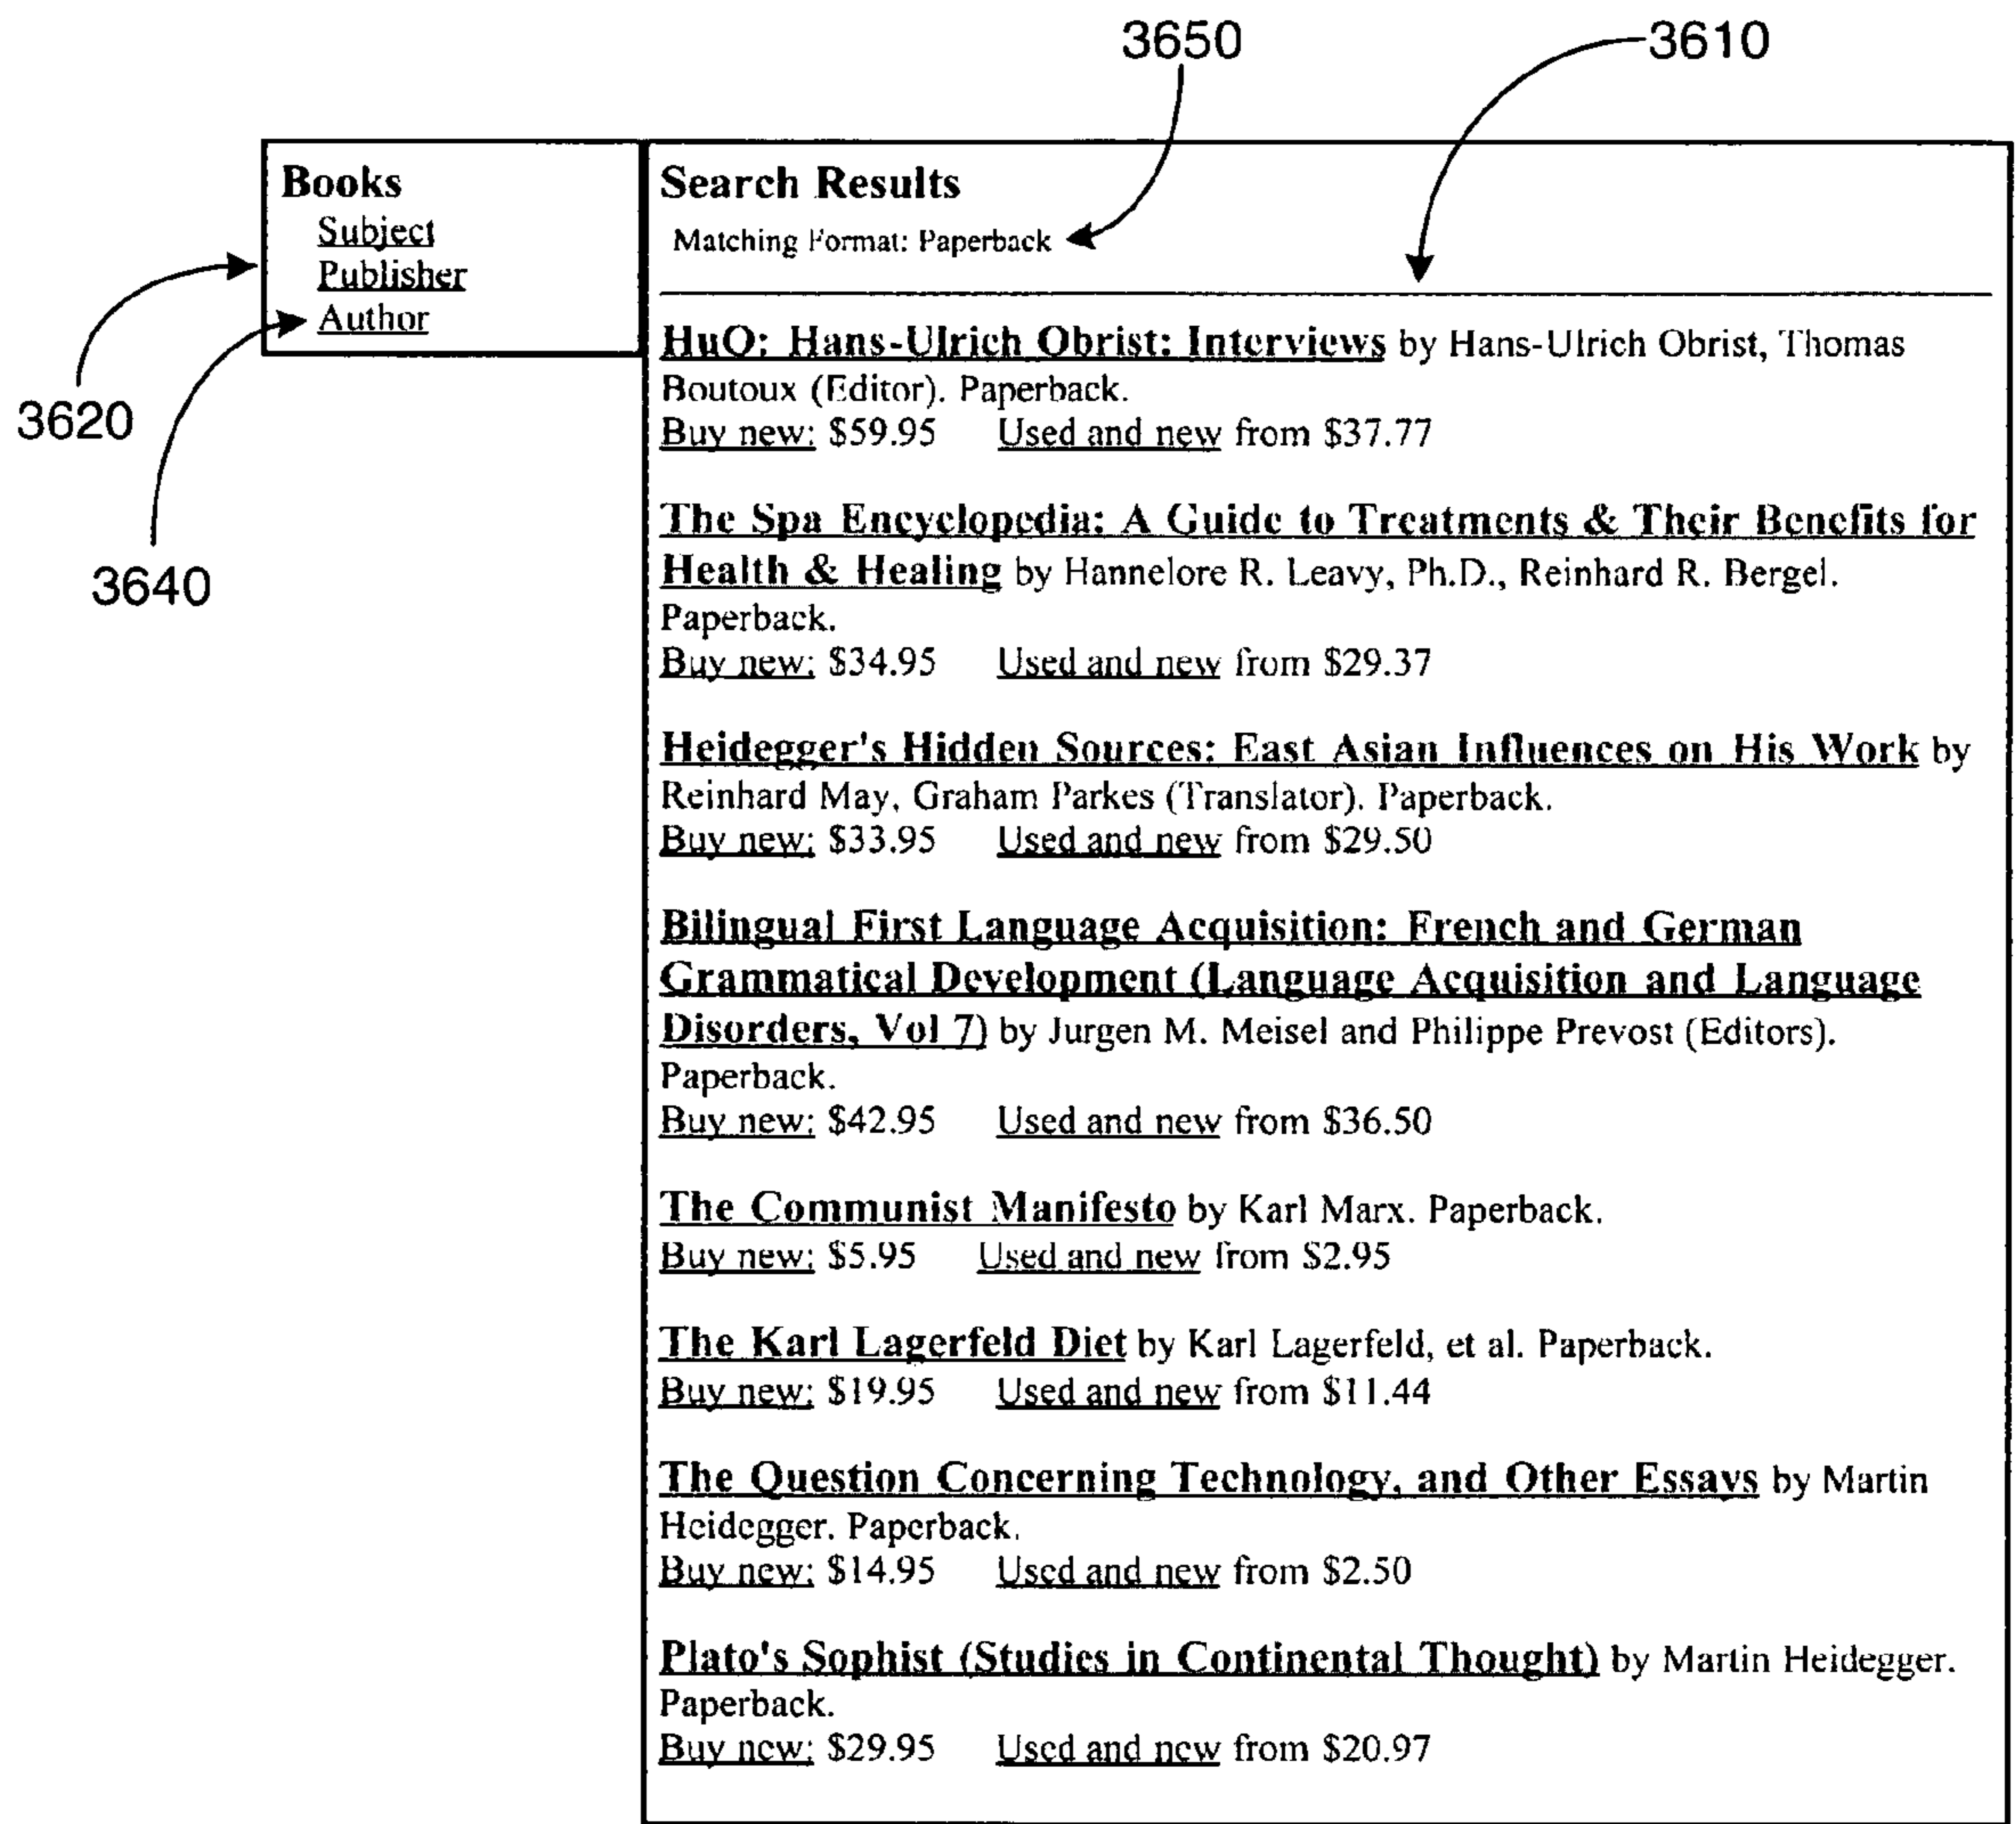 3650
3610
Books
Subject
Publisher
Author
3620
3640
Search Results
Matching Format: Paperback
HuO: Hans-Ulrich Obrist: Interviews by Hans-Ulrich Obrist, Thomas
Boutoux (Editor). Paperback.
Buy new: $59.95 Used and new from $37.77
The Spa Encyclopedia: A Guide to Treatments & Their Benefits for
Health & Healing by Hannelore R. Leavy, Ph.D., Reinhard R. Bergel.
Paperback.
Buy new: $34.95 Used and new from $29.37
Heidegger's Hidden Sources: East Asian Influences on His Work by
Reinhard May, Graham Parkes (Translator). Paperback.
Buy new: $33.95 Used and new from $29.50
Bilingual First Language Acquisition: French and German
Grammatical Development (Language Acquisition and Language
Disorders, Vol 7) by Jurgen M. Meisel and Philippe Prevost (Editors).
Paperback.
Buy new: $42.95 Used and new from $36.50
The Communist Manifesto by Karl Marx. Paperback.
Buy new: $5.95 Used and new from $2.95
The Karl Lagerfeld Diet by Karl Lagerfeld, et al. Paperback.
Buy new: $19.95 Used and new from $11.44
The Question Concerning Technology, and Other Essays by Martin
Heidegger. Paperback.
Buy new: $14.95 Used and new from $2.50
Plato's Sophist (Studies in Continental Thought) by Martin Heidegger.
Paperback.
Buy new: $29.95 Used and new from $20.97